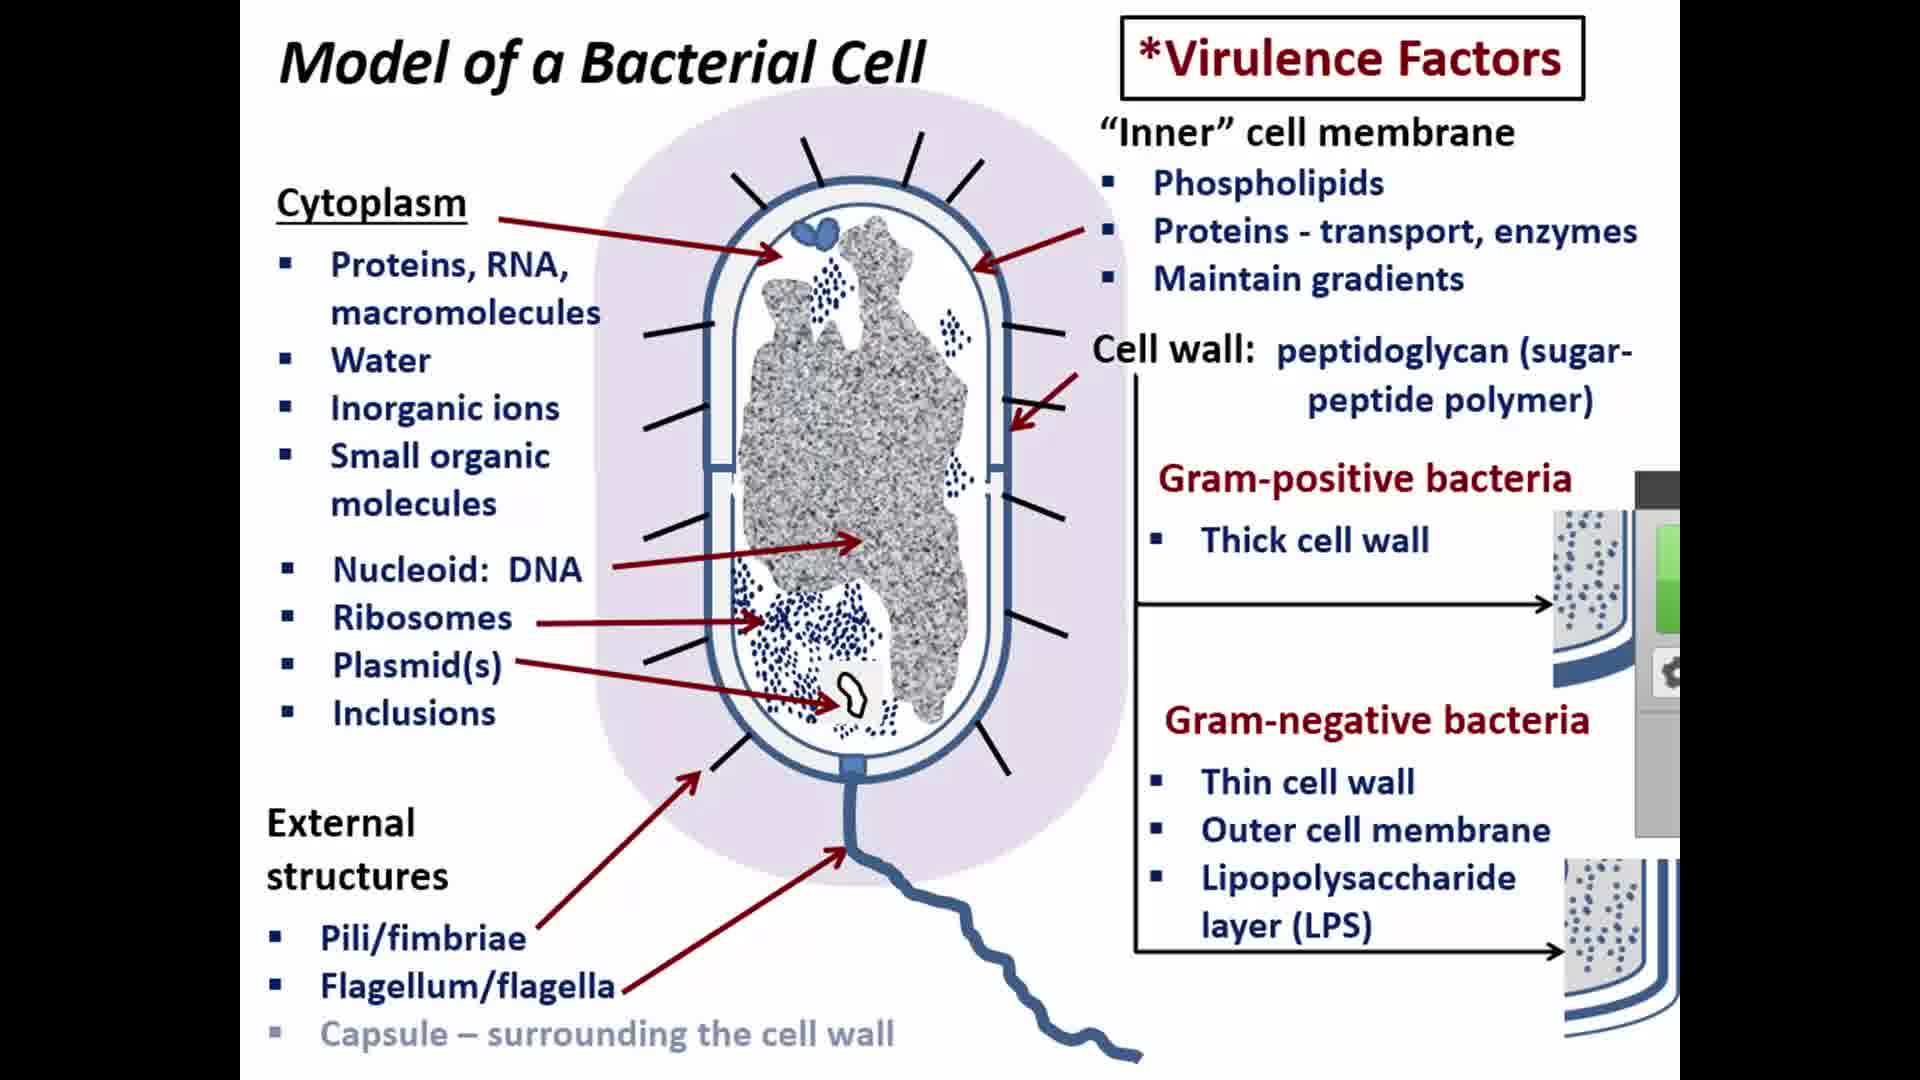 Model of a Bacterial Cell
*Virulence Factors
Cytoplasm
▪ Proteins, RNA,
macromolecules
▪ Water
▪ Inorganic ions
▪ Small organic
molecules
▪ Nucleoid: DNA
▪ Ribosomes
▪ Plasmid(s)
▪ Inclusions
External
structures
▪ Pili/fimbriae
▪ Flagellum/flagella
▪ Capsule – surrounding the cell wall
“Inner” cell membrane
▪ Phospholipids
▪ Proteins - transport, enzymes
▪ Maintain gradients
Cell wall: peptidoglycan (sugar-
peptide polymer)
Gram-positive bacteria
▪ Thick cell wall
Gram-negative bacteria
▪ Thin cell wall
▪ Outer cell membrane
▪ Lipopolysaccharide
layer (LPS)